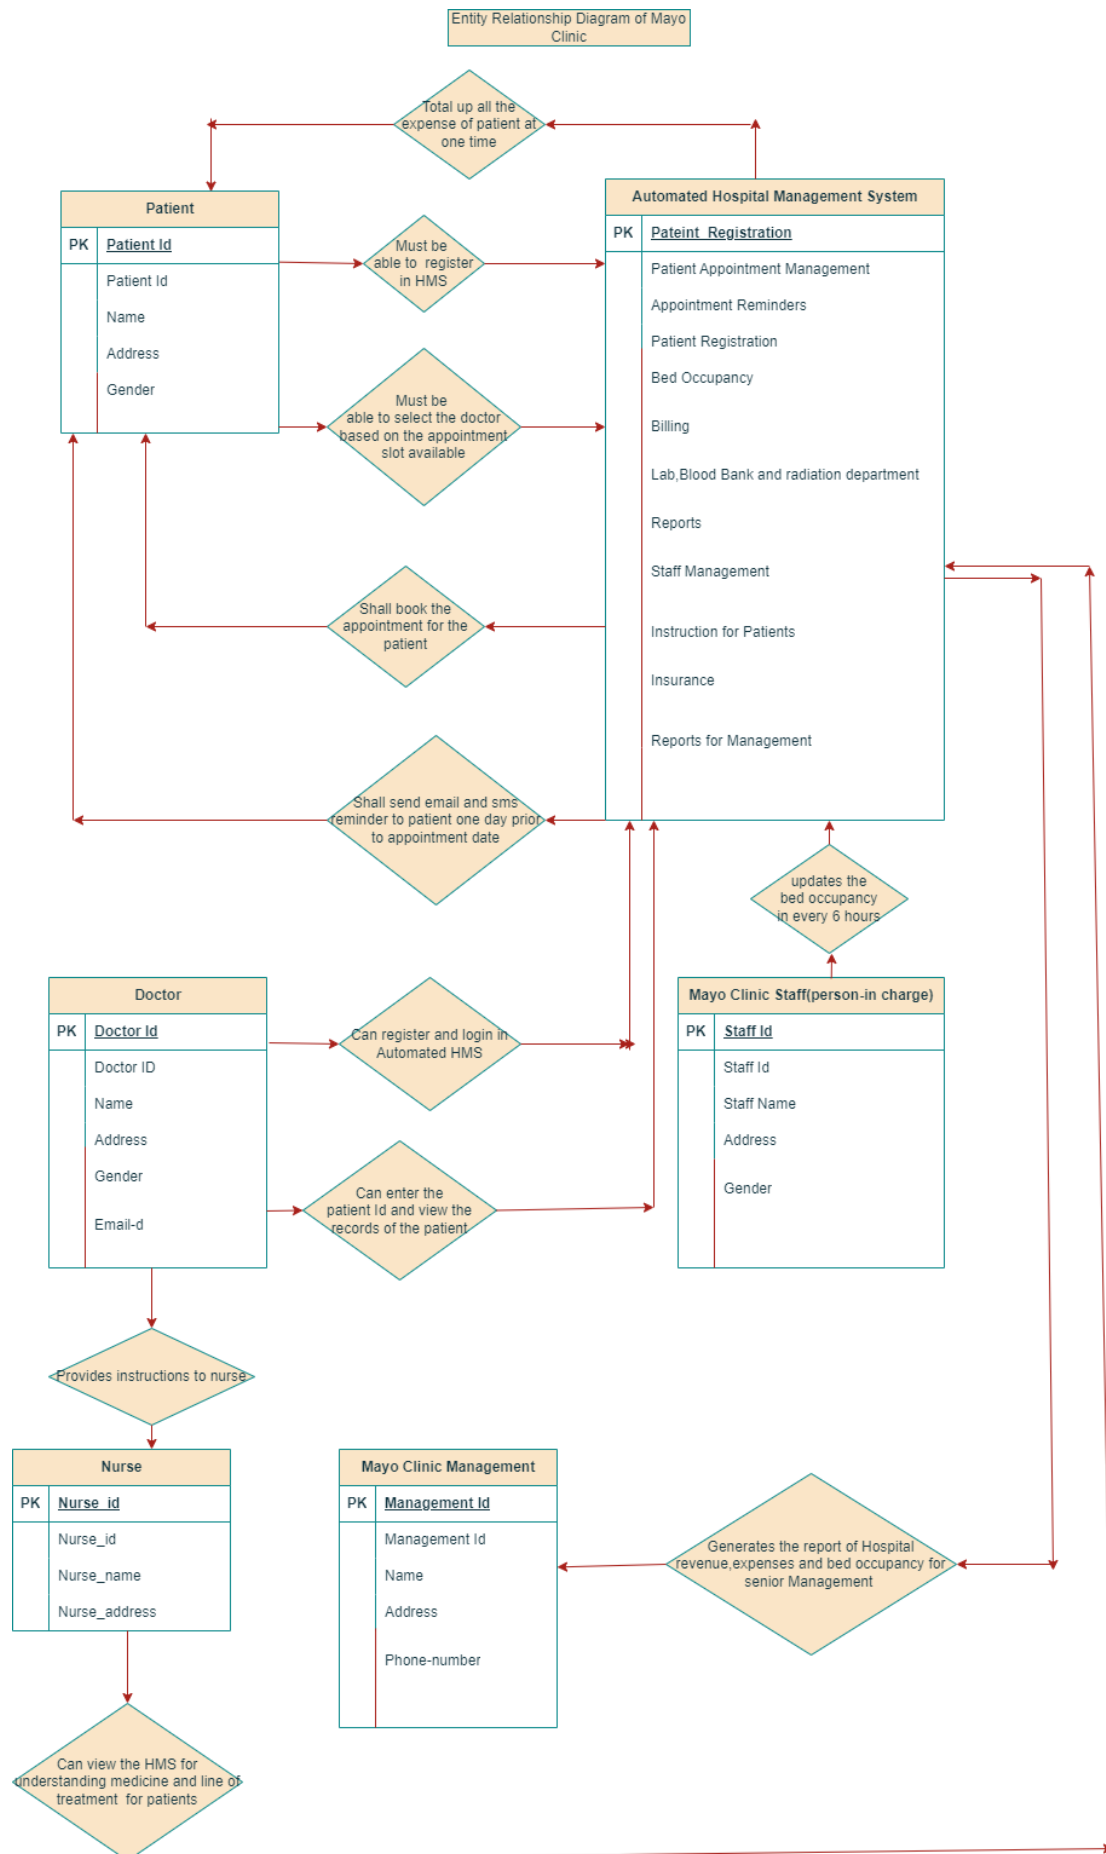 Entity Relationship Diagram of Mayo
Clinic
Total up all the
expense of patient at
one time
Patient
PK Patient Id
Patient Id
Name
Address
Gender
Must be
able to register
in HMS
Must be
able to select the doctor
based on the appointment
slot available
Shall book the
appointment for the
patient
Shall send email and sms
reminder to patient one day prior
to appointment date
Automated Hospital Management System
PK Pateint_Registration
Patient Appointment Management
Appointment Reminders
Patient Registration
Bed Occupancy
Billing
Lab,Blood Bank and radiation department
Reports
Staff Management
Instruction for Patients
Insurance
Reports for Management
updates the
bed occupancy
in every 6 hours
Doctor
PK Doctor Id
Doctor ID
Name
Address
Gender
Email-d
Can register and login in
Automated HMS
Can enter the
patient Id and view the
records of the patient
Mayo Clinic Staff(person-in charge)
PK Staff Id
Staff Id
Staff Name
Address
Gender
Provides instructions to nurse
Nurse
PK Nurse_id
Nurse_id
Nurse_name
Nurse_address
Mayo Clinic Management
PK Management Id
Management Id
Name
Address
Phone-number
Generates the report of Hospital
revenue,expenses and bed occupancy for
senior Management
Can view the HMS for
understanding medicine and line of
treatment for patients